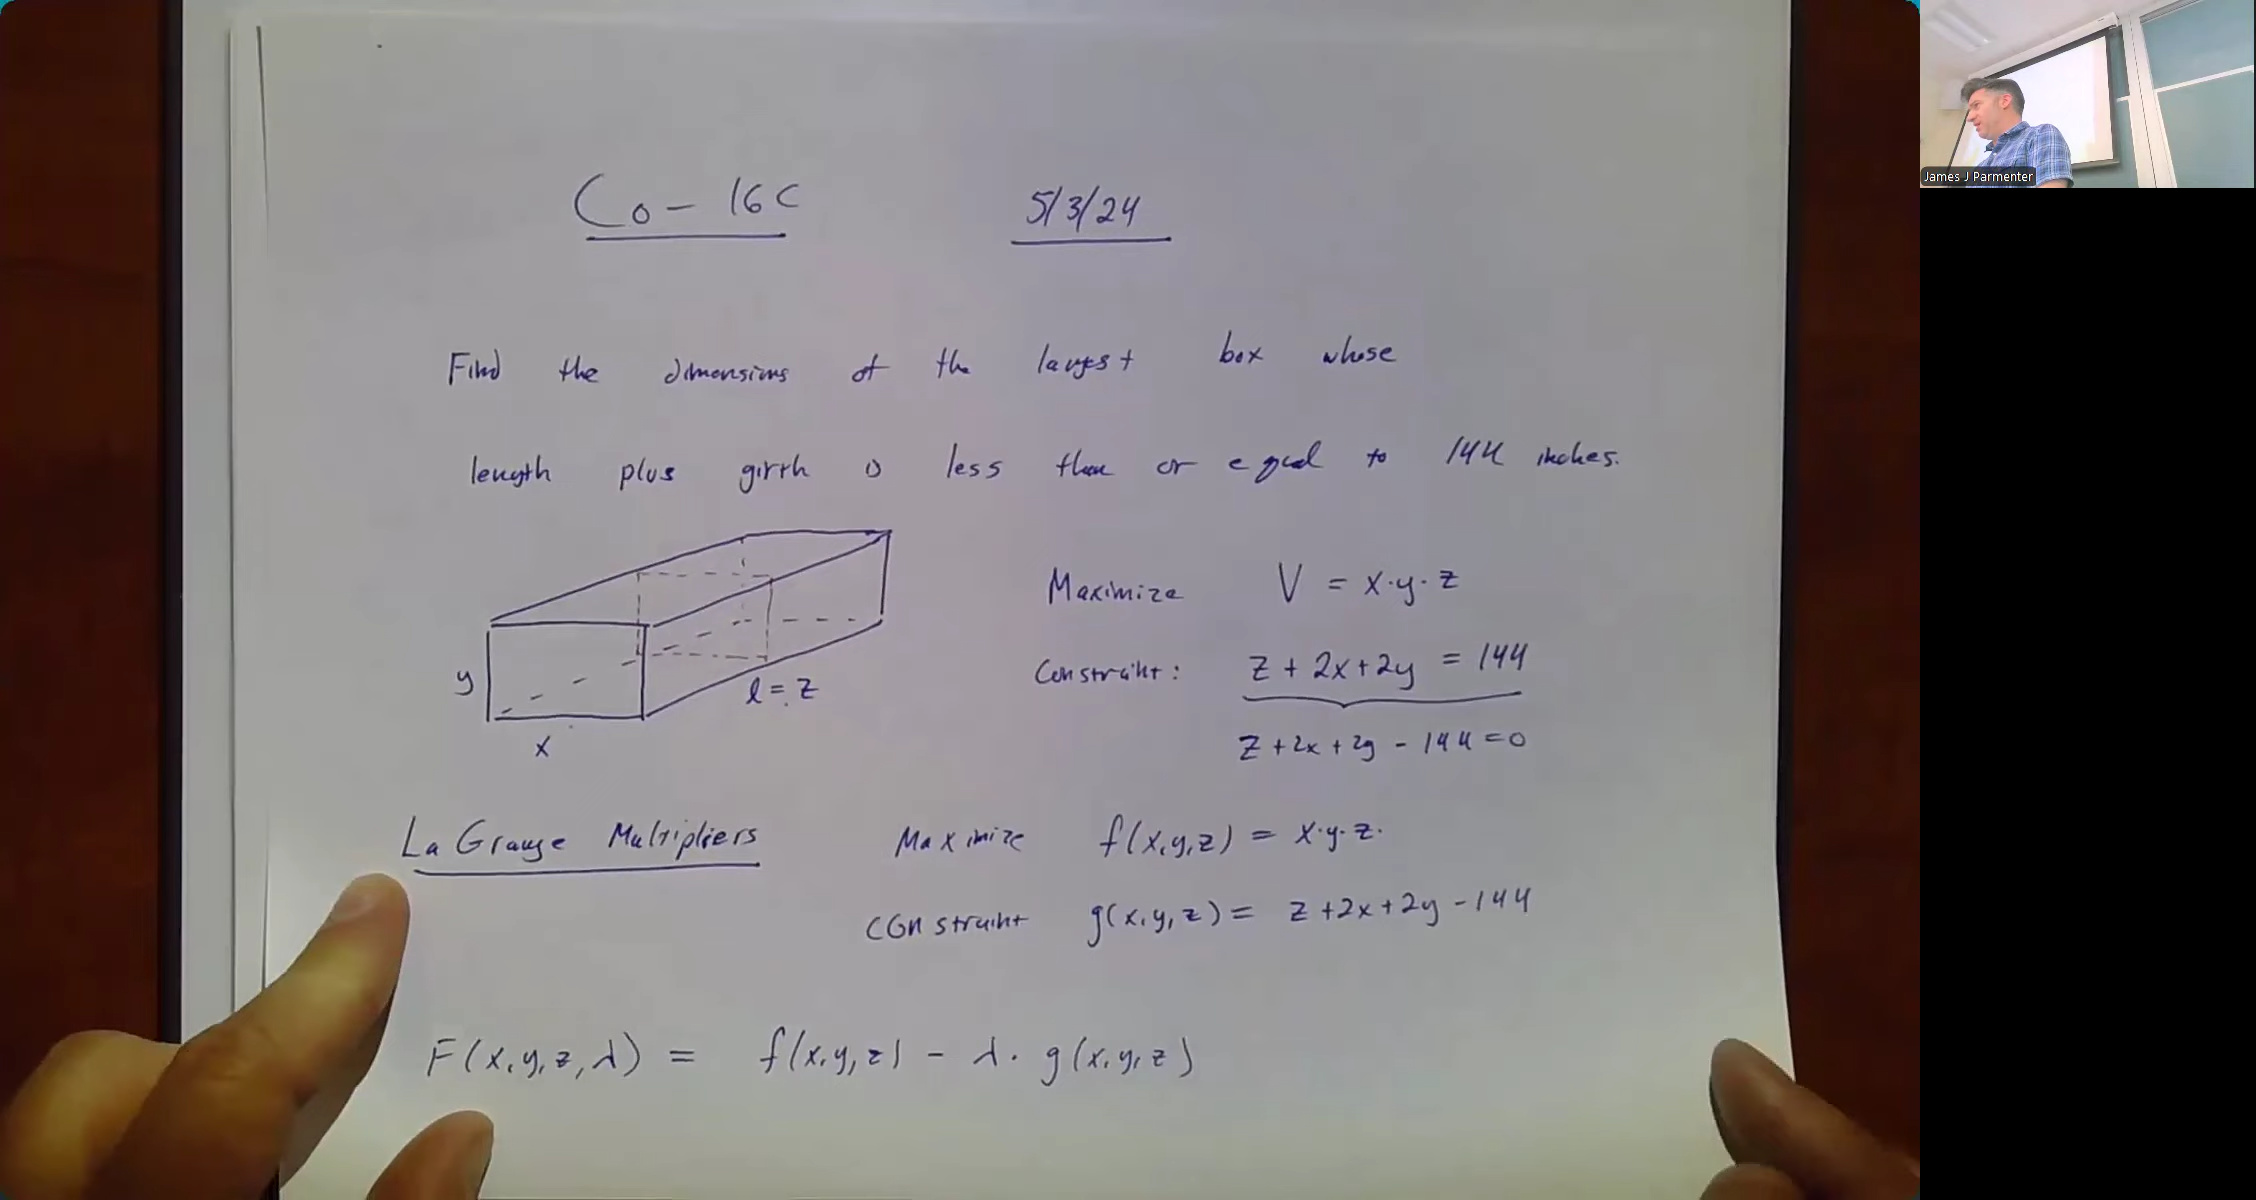 Co - 16C 5/3/24
Find the dimensions of the largest box whose
length plus girth is less than or equal to 144 inches.
y
x
l = z
Maximize V = x·y·z
Constraint: z + 2x + 2y = 144
z + 2x + 2y - 144 = 0
LaGrange Multipliers
Maximize f(x,y,z) = x·y·z.
Constraint g(x,y,z) = z + 2x + 2y - 144
F(x,y,z,λ) = f(x,y,z) - λ· g(x,y,z)
James J Parmenter